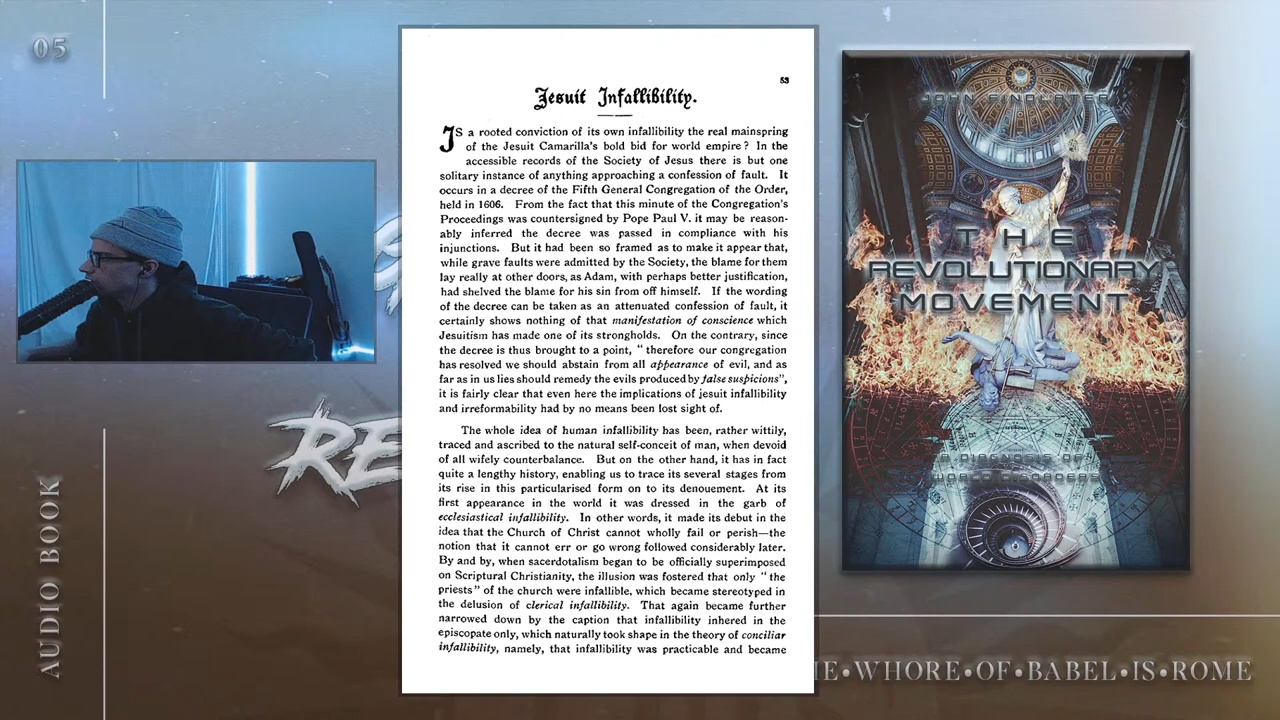 05
AUDIO BOOK
RE
53
Jesuit Infallibility.
IS a rooted conviction of its own infallibility the real mainspring
of the Jesuit Camarilla's bold bid for world empire? In the
accessible records of the Society of Jesus there is but one
solitary instance of anything approaching a confession of fault. It
occurs in a decree of the Fifth General Congregation of the Order,
held in 1606. From the fact that this minute of the Congregation's
Proceedings was countersigned by Pope Paul V. it may be reason-
ably inferred the decree was passed in compliance with his
injunctions. But it had been so framed as to make it appear that,
while grave faults were admitted by the Society, the blame for them
lay really at other doors, as Adam, with perhaps better justification,
had shelved the blame for his sin from off himself. If the wording
of the decree can be taken as an attenuated confession of fault, it
certainly shows nothing of that manifestation of conscience which
Jesuitism has made one of its strongholds. On the contrary, since
the decree is thus brought to a point, "therefore our congregation
has resolved we should abstain from all appearance of evil, and as
far as in us lies should remedy the evils produced by false suspicions",
it is fairly clear that even here the implications of jesuit infallibility
and irreformability had by no means been lost sight of.
The whole idea of human infallibility has been, rather wittily,
traced and ascribed to the natural self-conceit of man, when devoid
of all wifely counterbalance. But on the other hand, it has in fact
quite a lengthy history, enabling us to trace its several stages from
its rise in this particularised form on to its denouement. At its
first appearance in the world it was dressed in the garb of
ecclesiastical infallibility. In other words, it made its debut in the
idea that the Church of Christ cannot wholly fail or perish—the
notion that it cannot err or go wrong followed considerably later.
By and by, when sacerdotalism began to be officially superimposed
on Scriptural Christianity, the illusion was fostered that only "the
priests" of the church were infallible, which became stereotyped in
the delusion of clerical infallibility. That again became further
narrowed down by the caption that infallibility inhered in the
episcopate only, which naturally took shape in the theory of conciliar
infallibility, namely, that infallibility was practicable and became
JOHN FINDLATER
THE
REVOLUTIONARY
MOVEMENT
A DIAGNOSIS OF
WORLD DISORDERS
HE•WHORE•OF•BABEL•IS•ROME